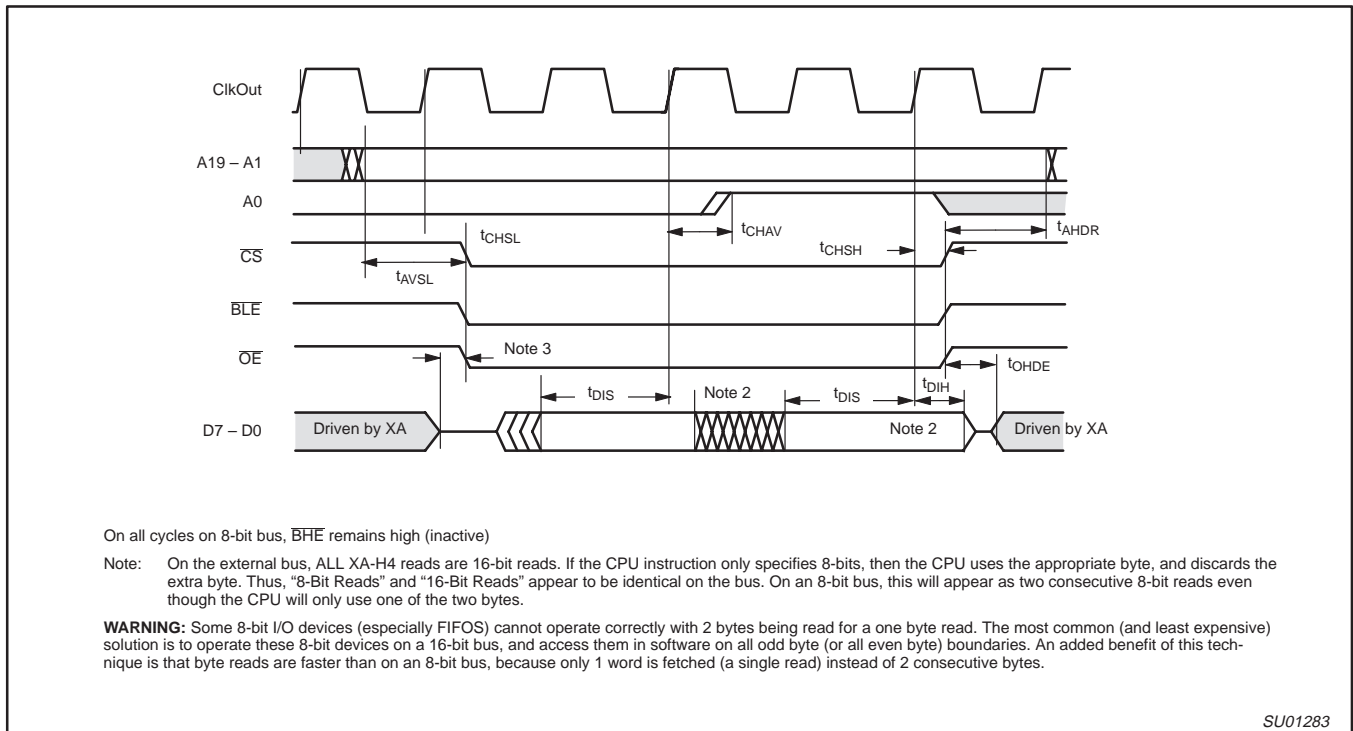 ClkOut
A19 – A1
A0
tCHSL
tCHAV
tCHSH
tAHDR
CS
tAVSL
BLE
OE
Note 3
tOHDE
tDIS
Note 2
tDIS
tDIH
D7 – D0
Driven by XA
Note 2
Driven by XA
On all cycles on 8-bit bus, BHE remains high (inactive)
Note: On the external bus, ALL XA-H4 reads are 16-bit reads. If the CPU instruction only specifies 8-bits, then the CPU uses the appropriate byte, and discards the
extra byte. Thus, “8-Bit Reads” and “16-Bit Reads” appear to be identical on the bus. On an 8-bit bus, this will appear as two consecutive 8-bit reads even
though the CPU will only use one of the two bytes.
WARNING: Some 8-bit I/O devices (especially FIFOS) cannot operate correctly with 2 bytes being read for a one byte read. The most common (and least expensive)
solution is to operate these 8-bit devices on a 16-bit bus, and access them in software on all odd byte (or all even byte) boundaries. An added benefit of this tech-
nique is that byte reads are faster than on an 8-bit bus, because only 1 word is fetched (a single read) instead of 2 consecutive bytes.
SU01283